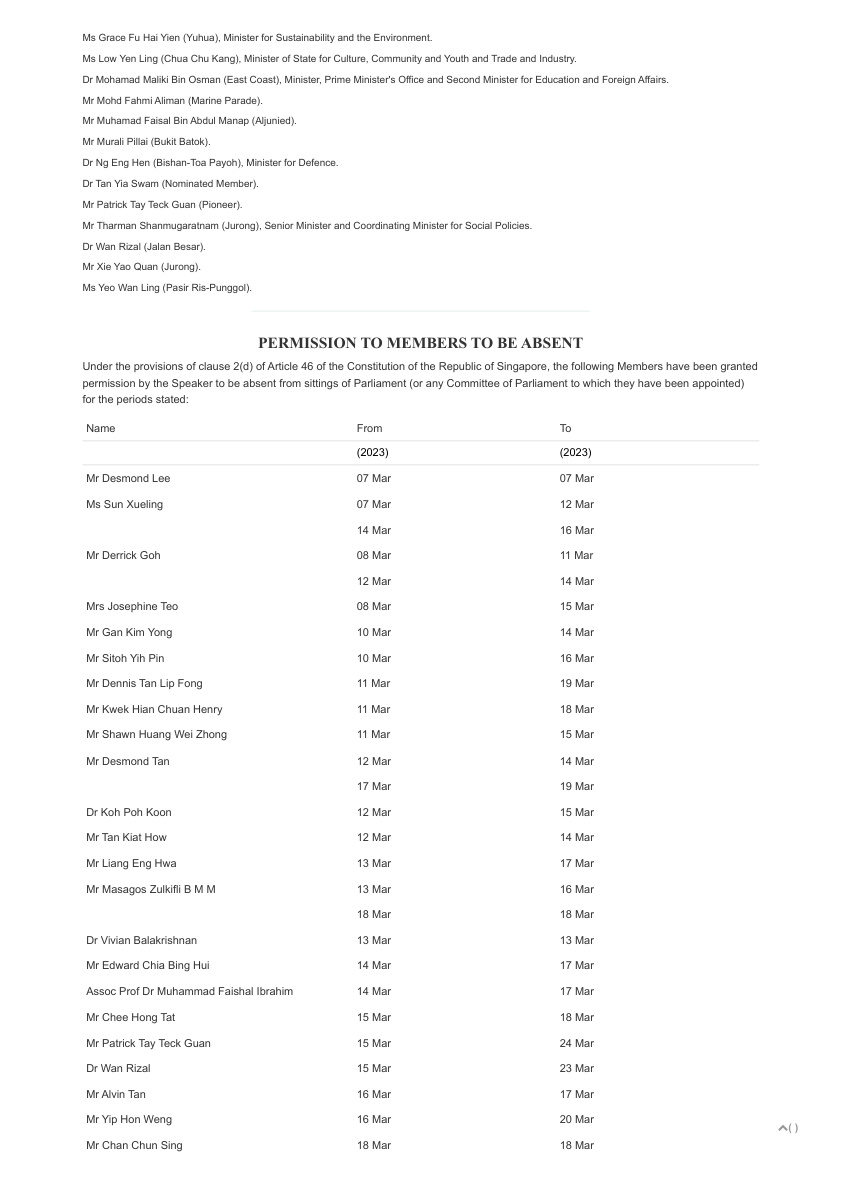 Ms Grace Fu Hai Yien (Yuhua), Minister for Sustainability and the Environment.
Ms Low Yen Ling (Chua Chu Kang), Minister of State for Culture, Community and Youth and Trade and Industry.
Dr Mohamad Maliki Bin Osman (East Coast), Minister, Prime Minister's Office and Second Minister for Education and Foreign Affairs.
Mr Mohd Fahmi Aliman (Marine Parade).
Mr Muhamad Faisal Bin Abdul Manap (Aljunied).
Mr Murali Pillai (Bukit Batok).
Dr Ng Eng Hen (Bishan-Toa Payoh), Minister for Defence.
Dr Tan Yia Swam (Nominated Member).
Mr Patrick Tay Teck Guan (Pioneer).
Mr Tharman Shanmugaratnam (Jurong), Senior Minister and Coordinating Minister for Social Policies.
Dr Wan Rizal (Jalan Besar).
Mr Xie Yao Quan (Jurong).
Ms Yeo Wan Ling (Pasir Ris-Punggol).
PERMISSION TO MEMBERS TO BE ABSENT
Under the provisions of clause 2(d) of Article 46 of the Constitution of the Republic of Singapore, the following Members have been granted
permission by the Speaker to be absent from sittings of Parliament (or any Committee of Parliament to which they have been appointed)
for the periods stated:
Name From To
(2023) (2023)
Mr Desmond Lee 07 Mar 07 Mar
Ms Sun Xueling 07 Mar 12 Mar
14 Mar 16 Mar
Mr Derrick Goh 08 Mar 11 Mar
12 Mar 14 Mar
Mrs Josephine Teo 08 Mar 15 Mar
Mr Gan Kim Yong 10 Mar 14 Mar
Mr Sitoh Yih Pin 10 Mar 16 Mar
Mr Dennis Tan Lip Fong 11 Mar 19 Mar
Mr Kwek Hian Chuan Henry 11 Mar 18 Mar
Mr Shawn Huang Wei Zhong 11 Mar 15 Mar
Mr Desmond Tan 12 Mar 14 Mar
17 Mar 19 Mar
Dr Koh Poh Koon 12 Mar 15 Mar
Mr Tan Kiat How 12 Mar 14 Mar
Mr Liang Eng Hwa 13 Mar 17 Mar
Mr Masagos Zulkifli B M M 13 Mar 16 Mar
18 Mar 18 Mar
Dr Vivian Balakrishnan 13 Mar 13 Mar
Mr Edward Chia Bing Hui 14 Mar 17 Mar
Assoc Prof Dr Muhammad Faishal Ibrahim 14 Mar 17 Mar
Mr Chee Hong Tat 15 Mar 18 Mar
Mr Patrick Tay Teck Guan 15 Mar 24 Mar
Dr Wan Rizal 15 Mar 23 Mar
Mr Alvin Tan 16 Mar 17 Mar
Mr Yip Hon Weng 16 Mar 20 Mar
( )
Mr Chan Chun Sing 18 Mar 18 Mar